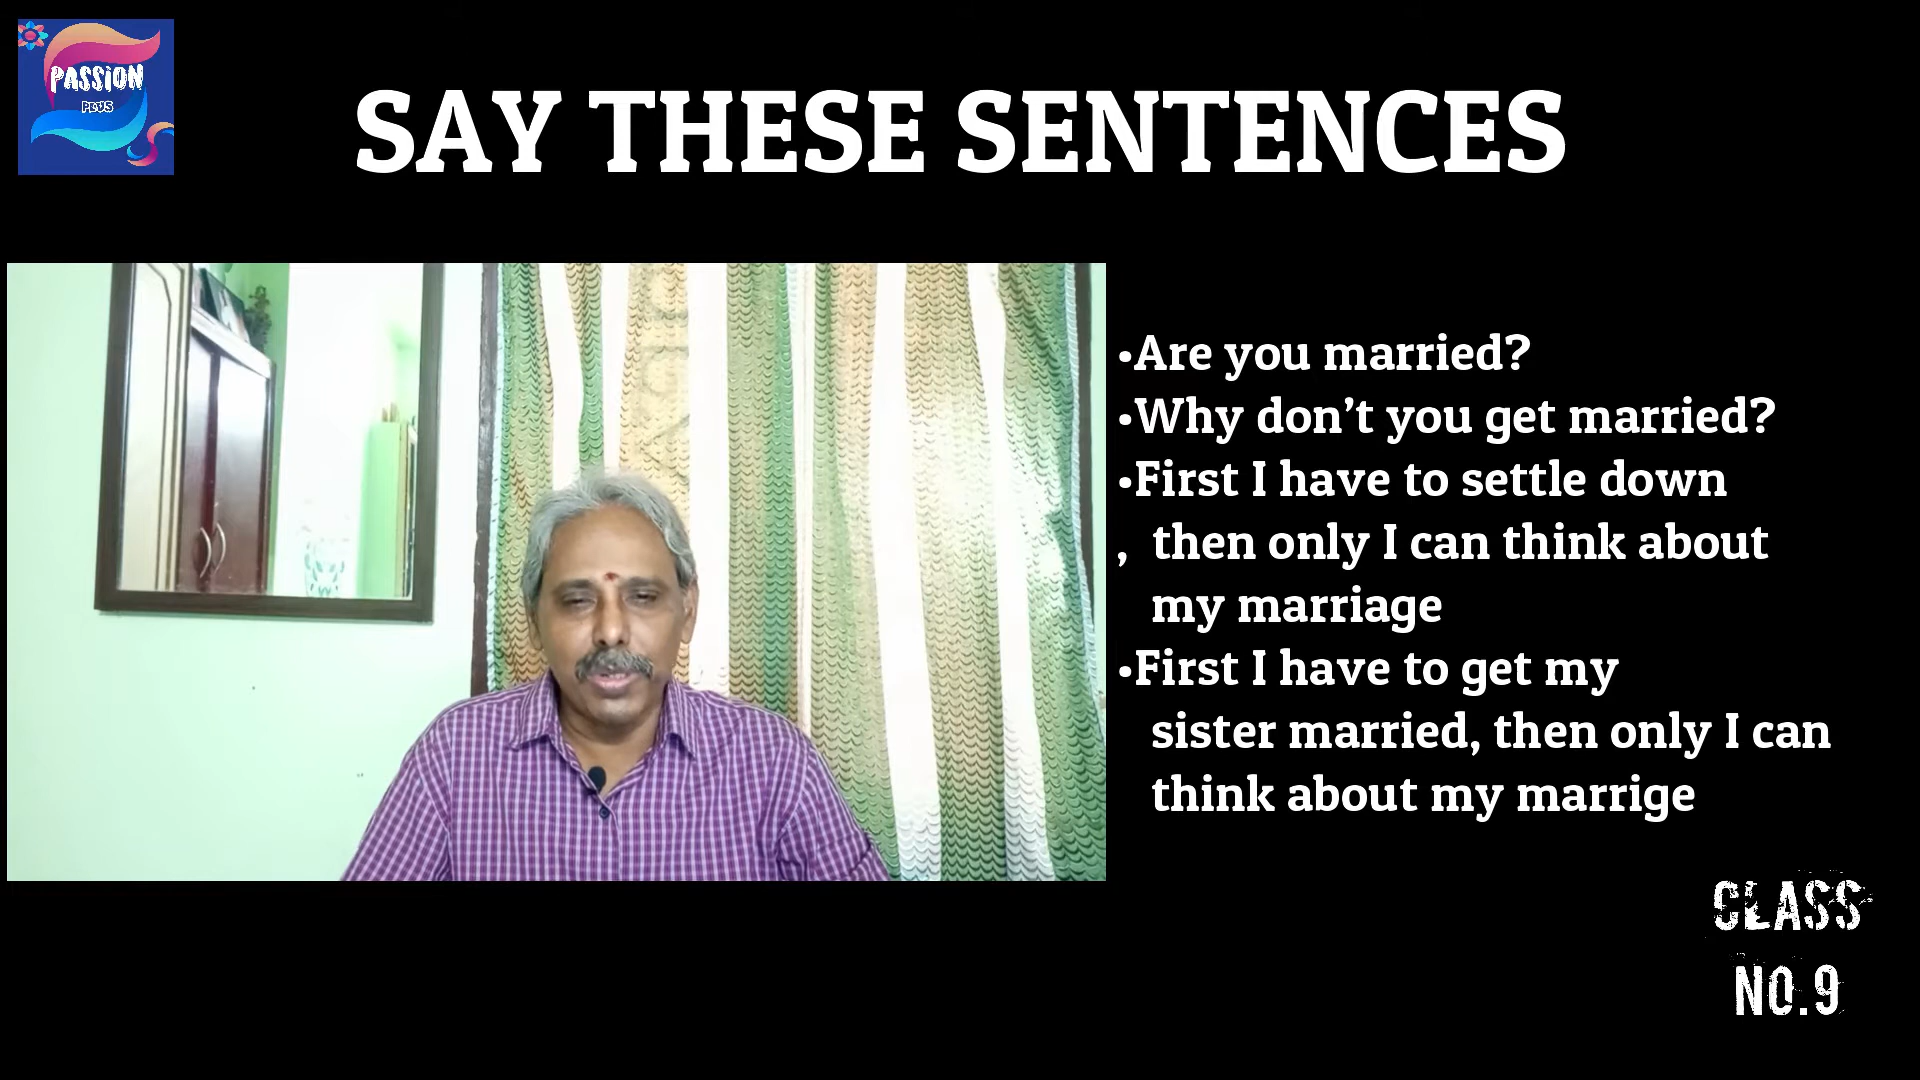 PASSION
PLUS
SAY THESE SENTENCES
•Are you married?
•Why don’t you get married?
•First I have to settle down
, then only I can think about
my marriage
•First I have to get my
sister married, then only I can
think about my marrige
CLASS
NO.9